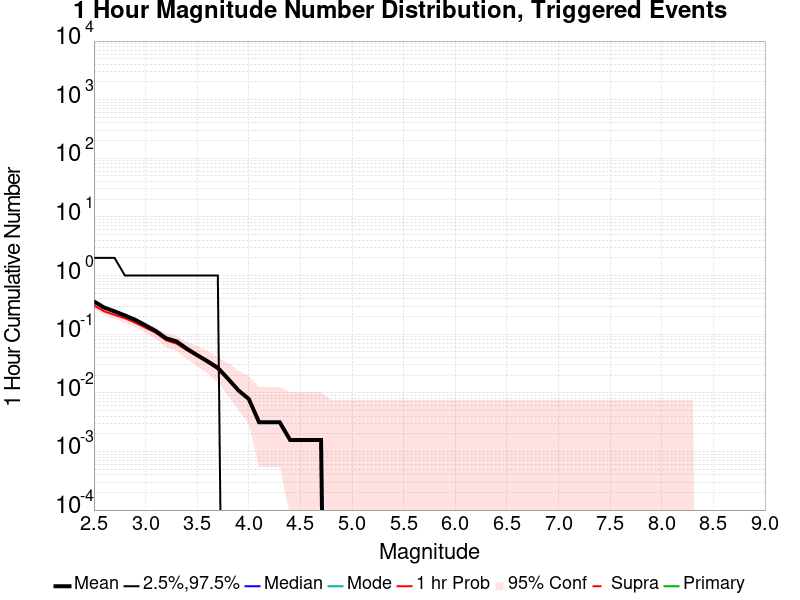 1 Hour Magnitude Number Distribution, Triggered Events
10 4
10 3
10 2
10 1
10 0
10 -1
10 -2
10 -3
10 -4
1 Hour Cumulative Number
2.5 3.0 3.5 4.0 4.5 5.0 5.5 6.0 6.5 7.0 7.5 8.0 8.5 9.0
Magnitude
Mean 2.5%,97.5% Median Mode 1 hr Prob 95% Conf Supra Primary